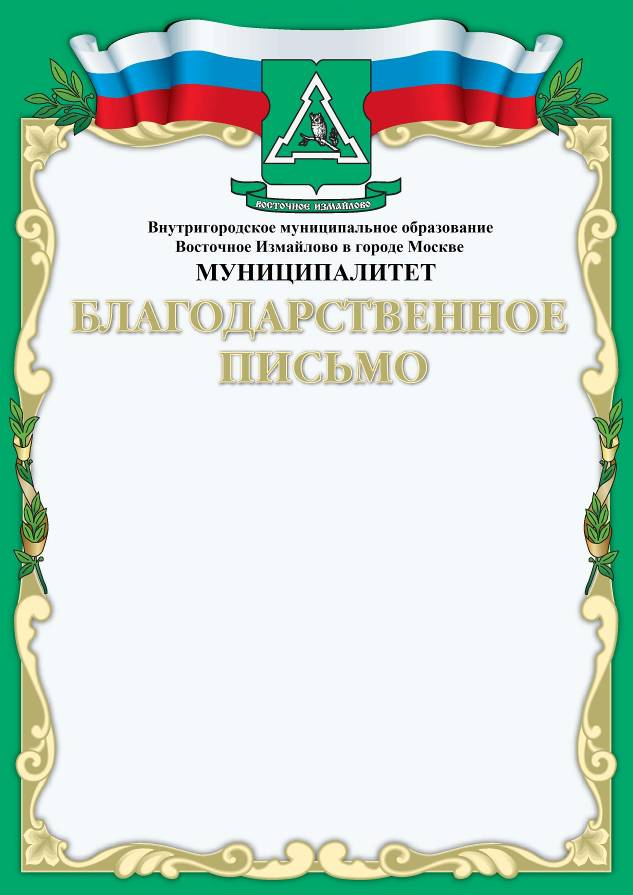 ВОСТОЧНОЕ ИЗМАЙЛОВО
Внутригородское муниципальное образование
Восточное Измайлово в городе Москве
МУНИЦИПАЛИТЕТ
БЛАГОДАРСТВЕННОЕ
ПИСЬМО